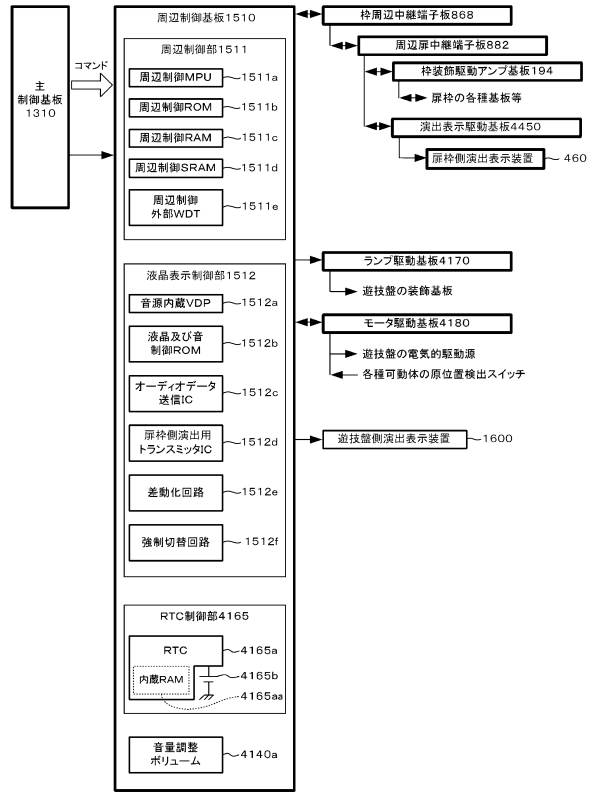 主
制御基板
1310
コマンド
周辺制御基板1510
周辺制御部1511
周辺制御MPU
1511a
周辺制御ROM
1511b
周辺制御RAM
1511c
周辺制御SRAM
1511d
周辺制御
外部WDT
1511e
液晶表示制御部1512
音源内蔵VDP
1512a
液晶及び音
制御ROM
1512b
オーディオデータ
送信IC
1512c
扉枠側演出用
トランスミッタIC
1512d
差動化回路
1512e
強制切替回路
1512f
RTC制御部4165
RTC
4165a
内蔵RAM
4165b
4165aa
音量調整
ボリューム
4140a
枠周辺中継端子板868
周辺扉中継端子板882
枠装飾駆動アンプ基板194
扉枠の各種基板等
演出表示駆動基板4450
扉枠側演出表示装置
460
ランプ駆動基板4170
遊技盤の装飾基板
モータ駆動基板4180
遊技盤の電気的駆動源
各種可動体の原位置検出スイッチ
遊技盤側演出表示装置
1600